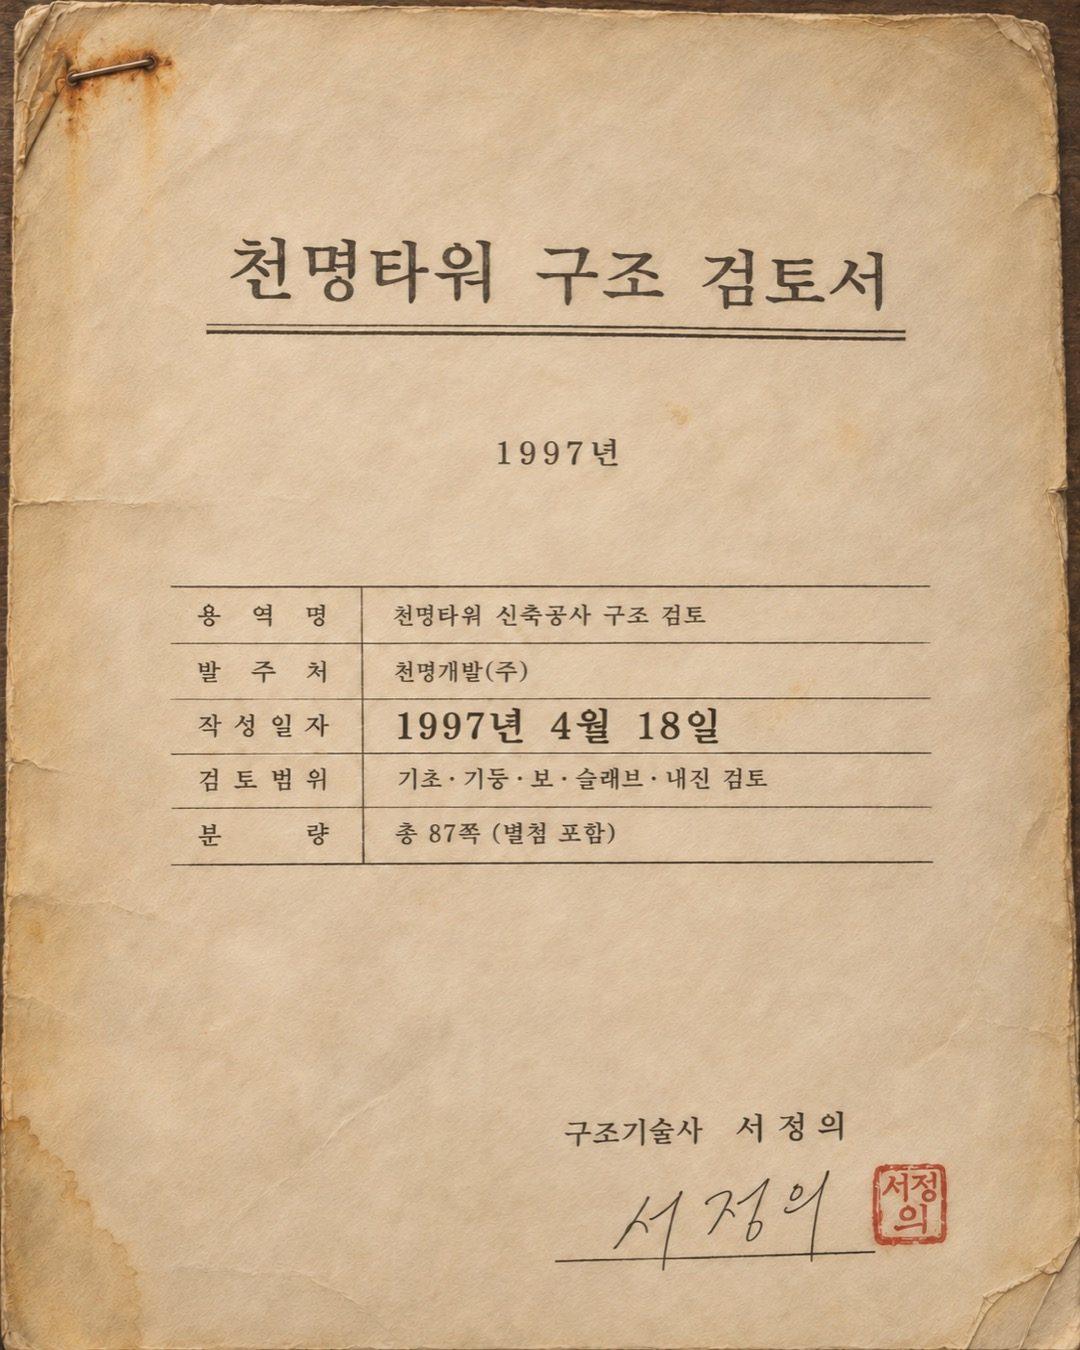 천명타워 구조 검토서
1997년
용역명 천명타워 신축공사 구조 검토
발주처 천명개발(주)
작성일자 1997년 4월 18일
검토범위 기초·기둥·보·슬래브·내진 검토
분량 총 87쪽 (별첨 포함)
구조기술사 서정의
서정의
서정
의